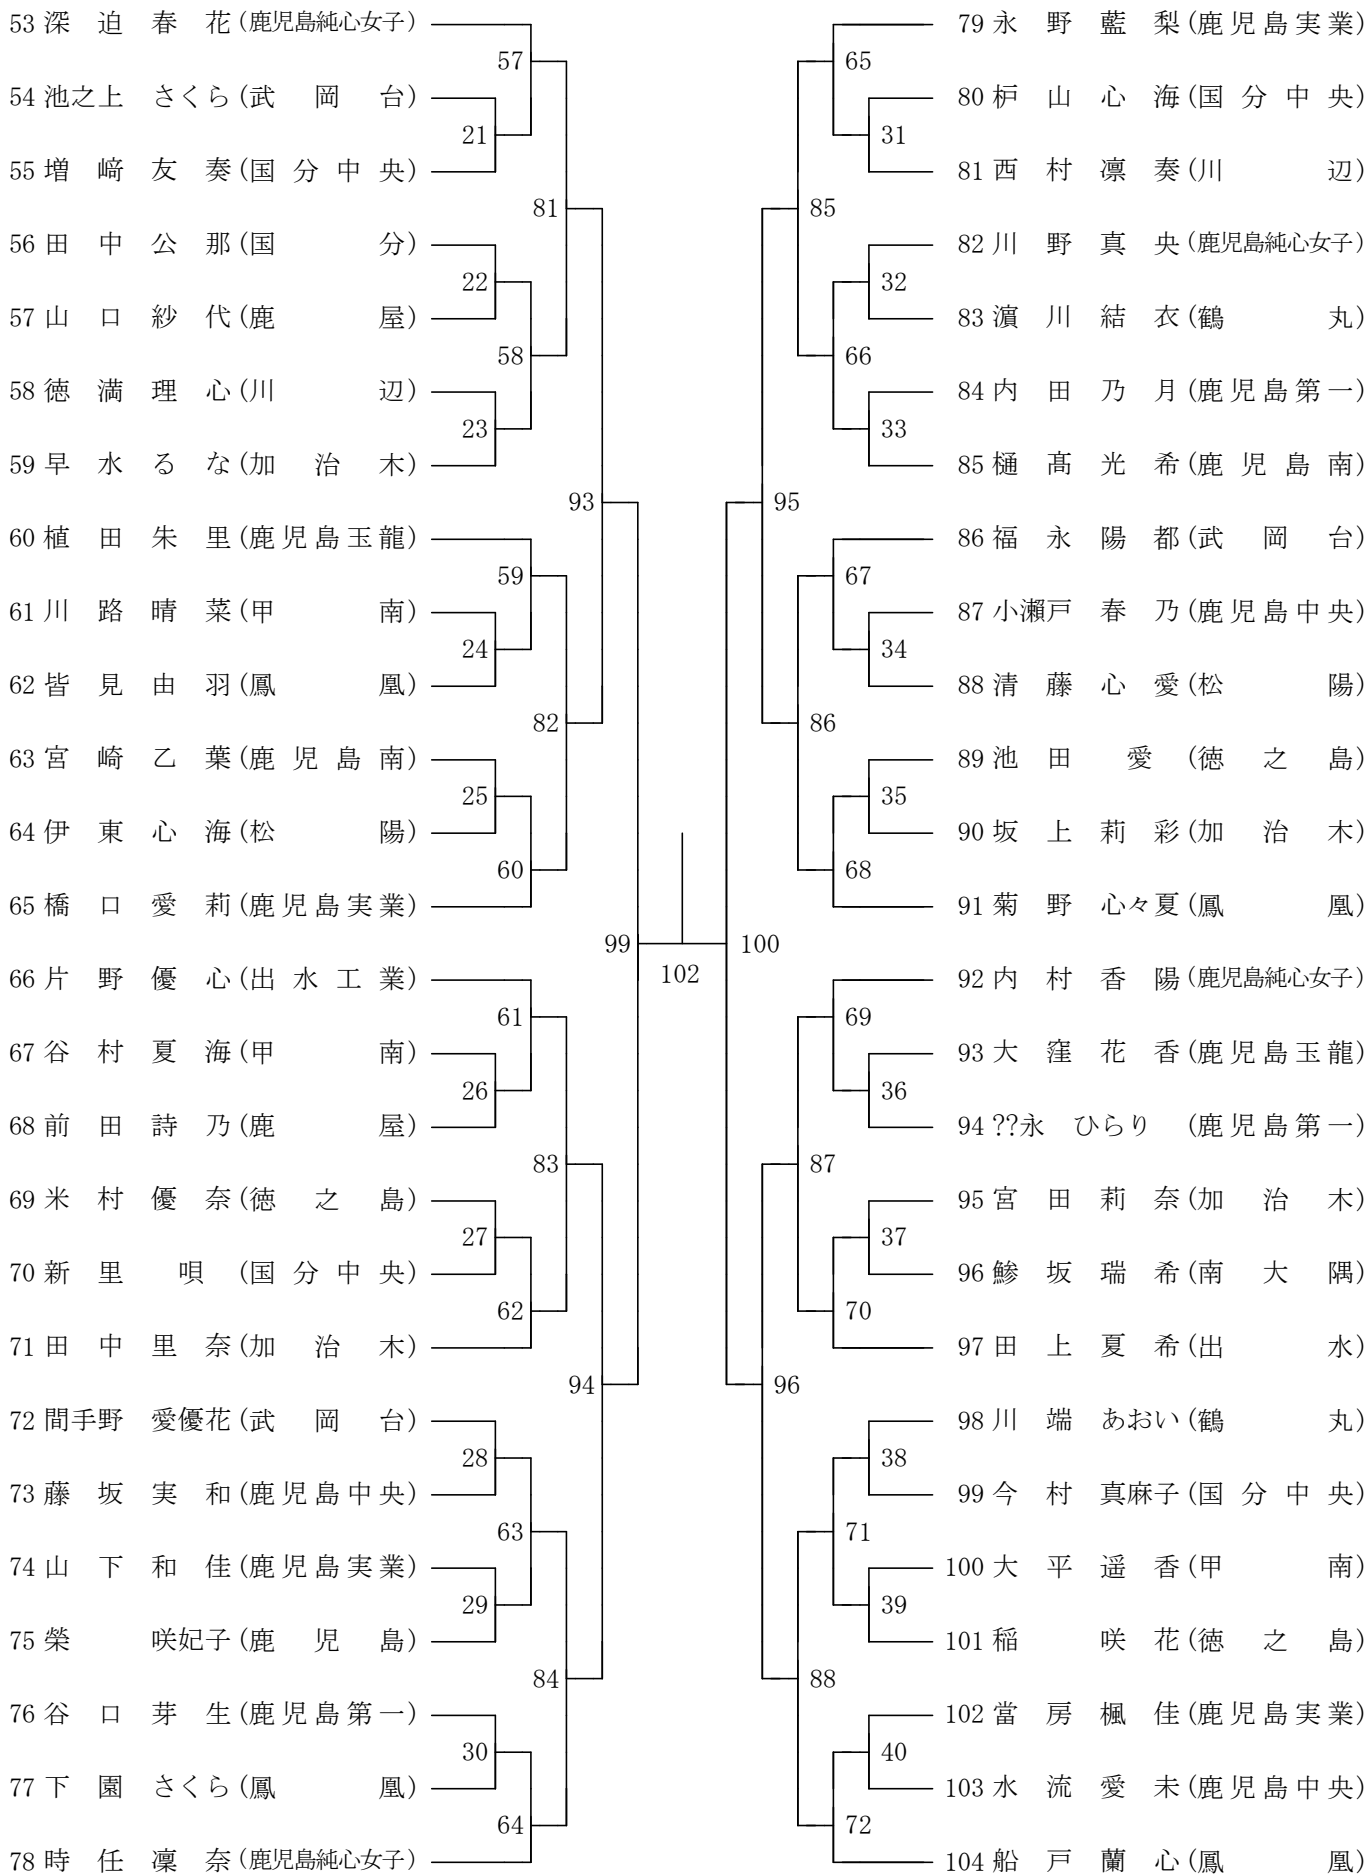 53 深迫春花 (鹿児島純心女子)
57
54 池之上 さくら (武岡台)
21
55 増﨑友奏 (国分中央)
81
56 田中公那 (国分)
22
57 山口紗代 (鹿屋)
58
58 徳満理心 (川辺)
23
59 早水るな (加治木)
93
60 植田朱里 (鹿児島玉龍)
59
61 川路晴菜 (甲南)
24
62 皆見由羽 (鳳凰)
82
63 宮崎乙葉 (鹿児島南)
25
64 伊東心海 (松陽)
60
65 橋口愛莉 (鹿児島実業)
99
66 片野優心 (出水工業)
61
67 谷村夏海 (甲南)
26
68 前田詩乃 (鹿屋)
83
69 米村優奈 (徳之島)
27
70 新里唄 (国分中央)
62
71 田中里奈 (加治木)
94
72 間手野 愛優花 (武岡台)
28
73 藤坂実和 (鹿児島中央)
63
74 山下和佳 (鹿児島実業)
29
75 榮 咲妃子 (鹿児島)
84
76 谷口芽生 (鹿児島第一)
30
77 下園さくら (鳳凰)
64
78 時任凜奈 (鹿児島純心女子)
102
79 永野藍梨 (鹿児島実業)
65
80 枦山心海 (国分中央)
31
81 西村凛奏 (川辺)
85
82 川野真央 (鹿児島純心女子)
32
83 濵川結衣 (鶴丸)
66
84 内田乃月 (鹿児島第一)
33
85 樋髙光希 (鹿児島南)
95
86 福永陽都 (武岡台)
67
87 小瀬戸 春乃 (鹿児島中央)
34
88 清藤心愛 (松陽)
86
89 池田愛 (徳之島)
35
90 坂上莉彩 (加治木)
68
91 菊野 心々夏 (鳳凰)
100
92 内村香陽 (鹿児島純心女子)
69
93 大窪花香 (鹿児島玉龍)
36
94 ??永 ひらり (鹿児島第一)
87
95 宮田莉奈 (加治木)
37
96 鯵坂瑞希 (南大隅)
70
97 田上夏希 (出水)
96
98 川端 あおい (鶴丸)
38
99 今村 真麻子 (国分中央)
71
100 大平遥香 (甲南)
39
101 稲 咲花 (徳之島)
88
102 當房楓佳 (鹿児島実業)
40
103 水流愛未 (鹿児島中央)
72
104 船戸蘭心 (鳳凰)